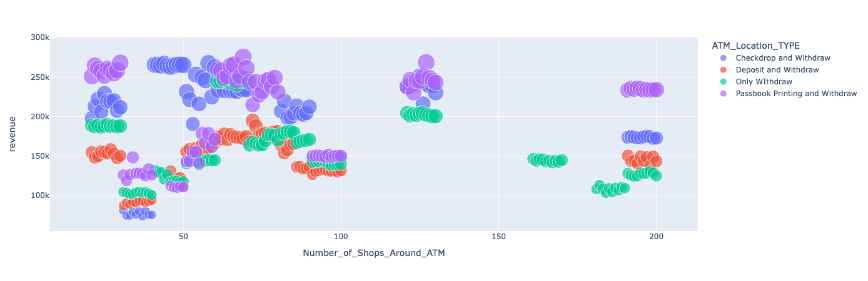 300k
250k
200k
150k
100k
revenue
50
100
150
200
Number_of_Shops_Around_ATM
ATM_Location_TYPE
Checkdrop and Withdraw
Deposit and Withdraw
Only WIthdraw
Passbook Printing and Withdraw